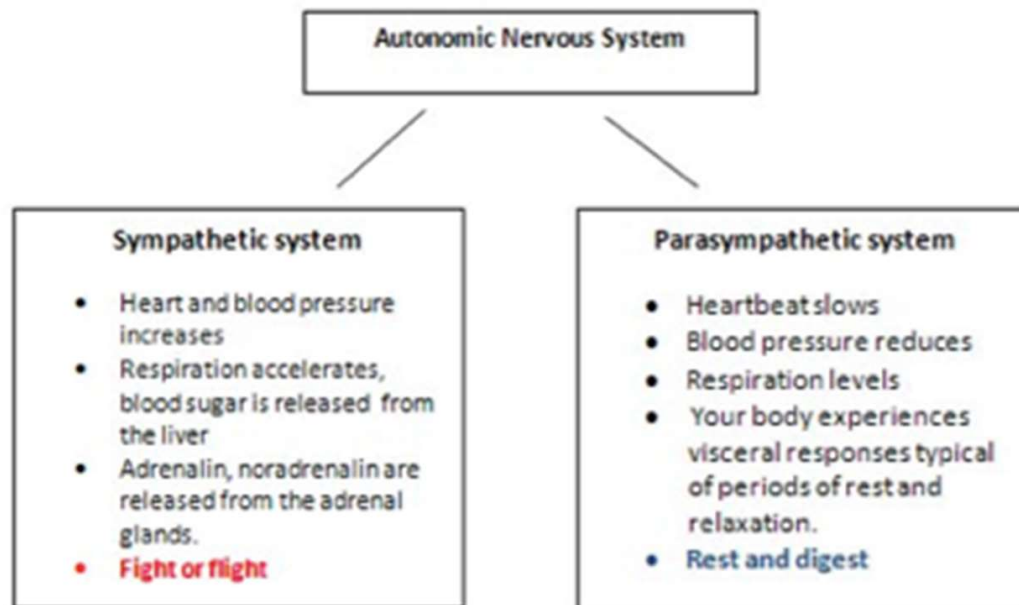 Autonomic Nervous System
Sympathetic system
• Heart and blood pressure
increases
• Respiration accelerates,
blood sugar is released from
the liver
• Adrenalin, noradrenalin are
released from the adrenal
glands.
• Fight or flight
Parasympathetic system
• Heartbeat slows
• Blood pressure reduces
• Respiration levels
• Your body experiences
visceral responses typical
of periods of rest and
relaxation.
• Rest and digest